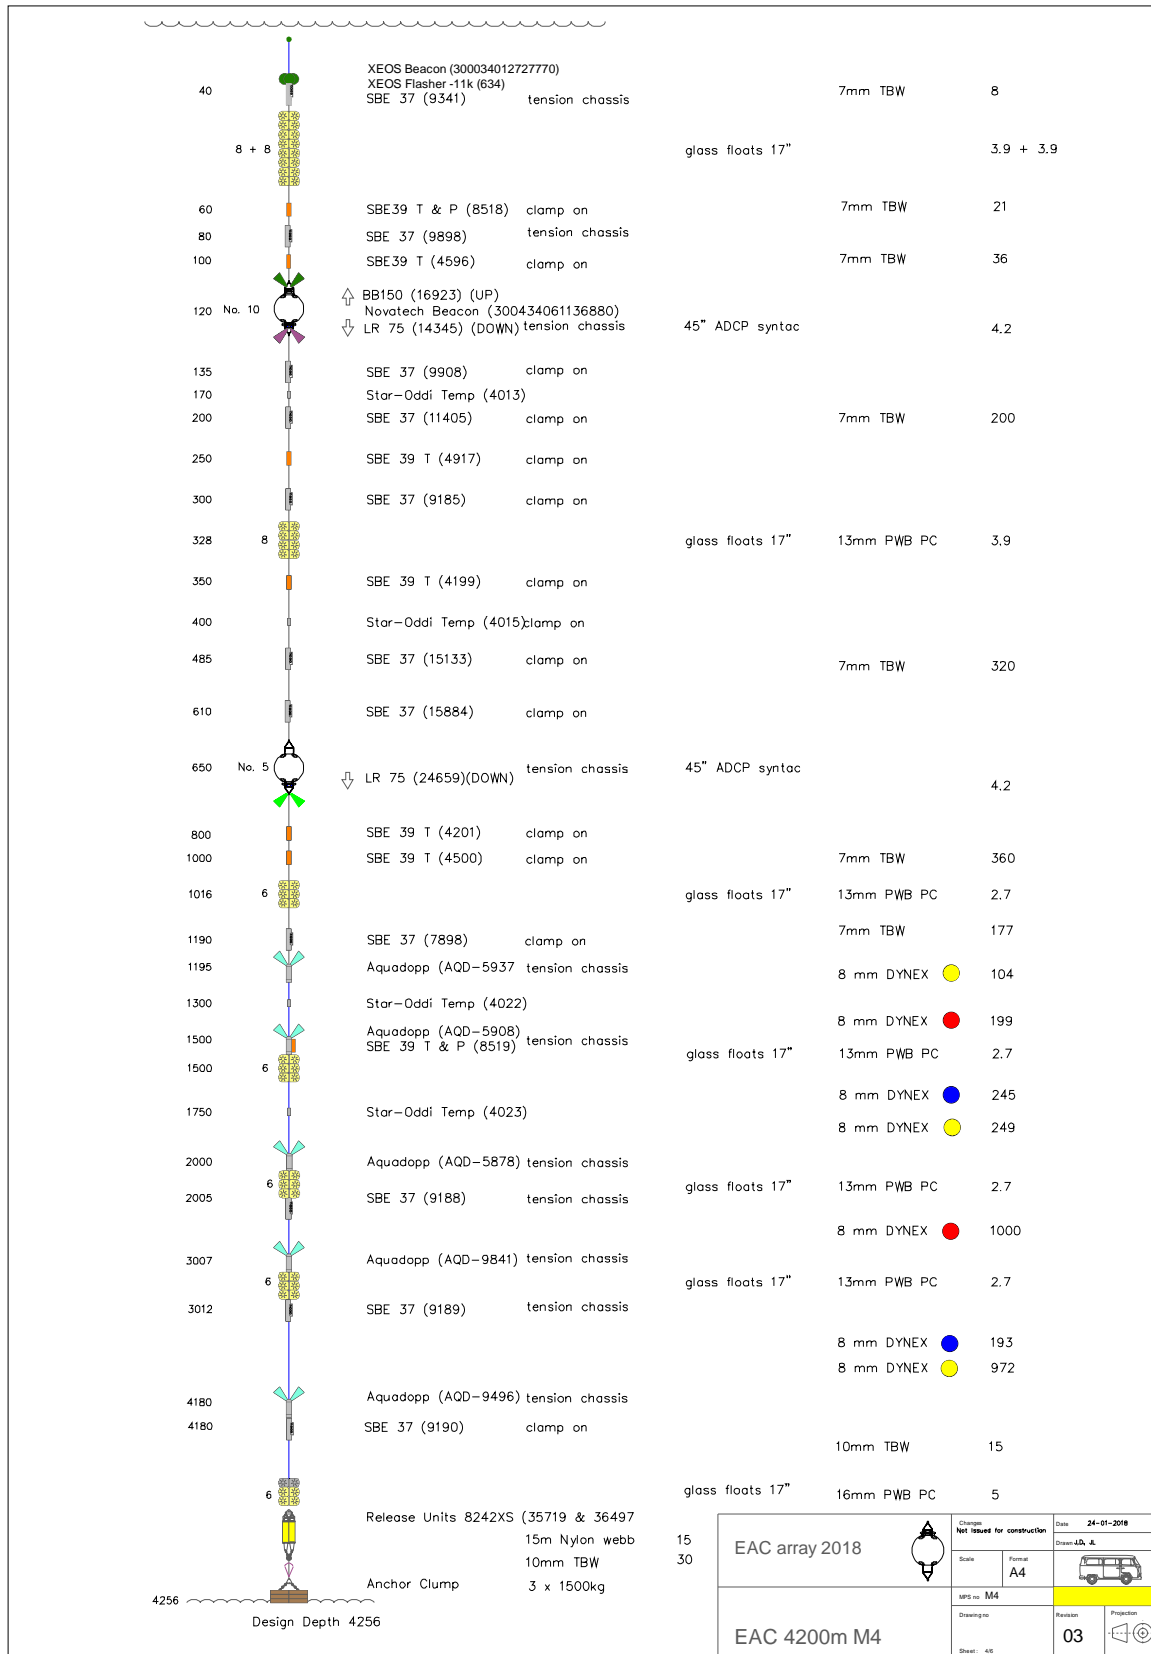 XEOS Beacon (300034012727770)
XEOS Flasher -11k (634)
40 SBE 37 (9341) tension chassis 7mm TBW 8
8 + 8 glass floats 17" 3.9 + 3.9
60 SBE39 T & P (8518) clamp on 7mm TBW 21
80 SBE 37 (9898) tension chassis
100 SBE39 T (4596) clamp on 7mm TBW 36
BB150 (16923) (UP)
120 No. 10 Novatech Beacon (300434061136880)
LR 75 (14345) (DOWN) tension chassis 45" ADCP syntac 4.2
135 SBE 37 (9908) clamp on
170 Star-Oddi Temp (4013)
200 SBE 37 (11405) clamp on 7mm TBW 200
250 SBE 39 T (4917) clamp on
300 SBE 37 (9185) clamp on
328 8 glass floats 17" 13mm PWB PC 3.9
350 SBE 39 T (4199) clamp on
400 Star-Oddi Temp (4015) clamp on
485 SBE 37 (15133) clamp on 7mm TBW 320
610 SBE 37 (15884) clamp on
650 No. 5 tension chassis 45" ADCP syntac
LR 75 (24659)(DOWN) 4.2
800 SBE 39 T (4201) clamp on
1000 SBE 39 T (4500) clamp on 7mm TBW 360
1016 6 glass floats 17" 13mm PWB PC 2.7
7mm TBW 177
1190 SBE 37 (7898) clamp on
1195 Aquadopp (AQD-5937 tension chassis
8 mm DYNEX 104
1300 Star-Oddi Temp (4022)
8 mm DYNEX 199
Aquadopp (AQD-5908)
1500 SBE 39 T & P (8519) tension chassis
1500 6 glass floats 17" 13mm PWB PC 2.7
8 mm DYNEX 245
1750 Star-Oddi Temp (4023)
8 mm DYNEX 249
2000 Aquadopp (AQD-5878) tension chassis
6 glass floats 17" 13mm PWB PC 2.7
2005 SBE 37 (9188) tension chassis
8 mm DYNEX 1000
3007 Aquadopp (AQD-9841) tension chassis
6 glass floats 17" 13mm PWB PC 2.7
3012 SBE 37 (9189) tension chassis
8 mm DYNEX 193
8 mm DYNEX 972
4180 Aquadopp (AQD-9496) tension chassis
4180 SBE 37 (9190) clamp on
10mm TBW 15
6 glass floats 17" 16mm PWB PC 5
Release Units 8242XS (35719 & 36497
15m Nylon webb 15
10mm TBW 30
Anchor Clump 3 x 1500kg
4256
Design Depth 4256
EAC array 2018
Changes
Not issued for construction
Date 24-01-2018
Drawn J.D, JL
Scale
Format
A4
MPS no M4
EAC 4200m M4
Drawing no
Sheet: 4/6
Revision
03
Projection